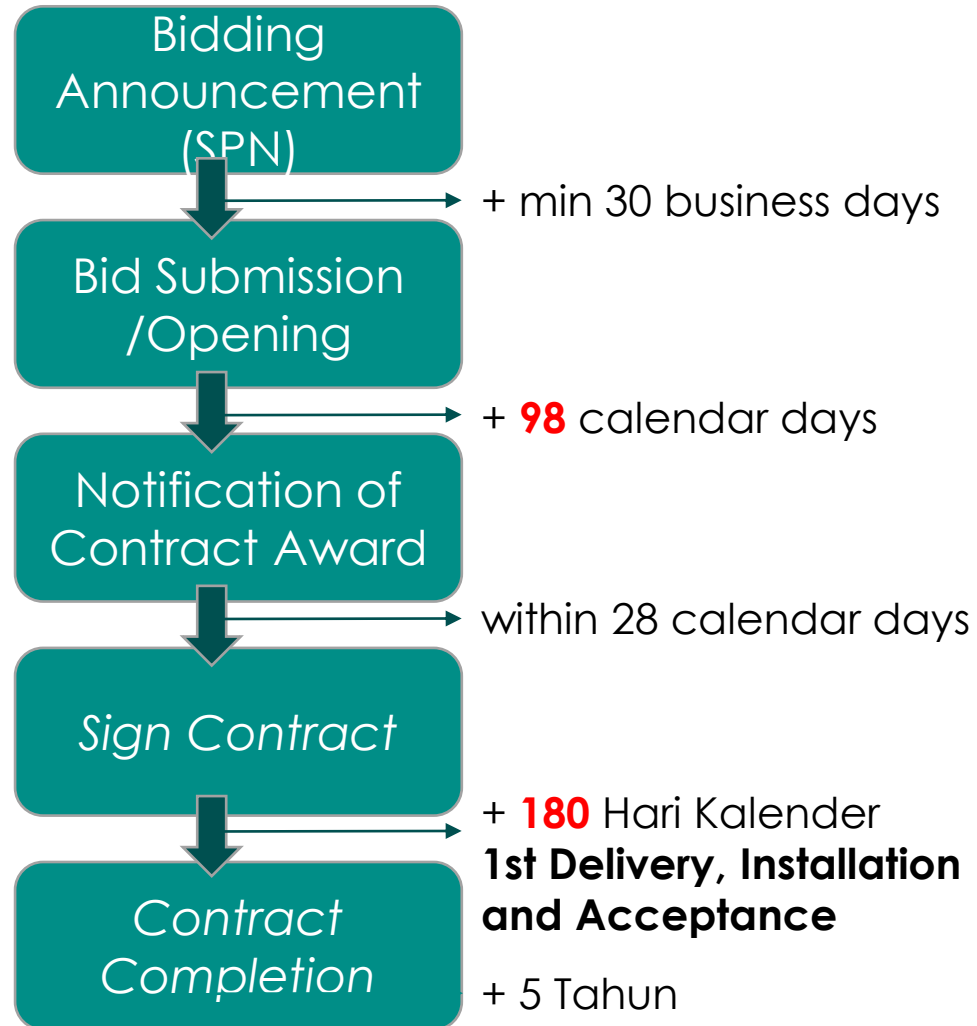 Bidding
Announcement
(SPN)
+ min 30 business days
Bid Submission
/Opening
+ 98 calendar days
Notification of
Contract Award
within 28 calendar days
Sign Contract
+ 180 Hari Kalender
1st Delivery, Installation
and Acceptance
Contract
Completion
+ 5 Tahun